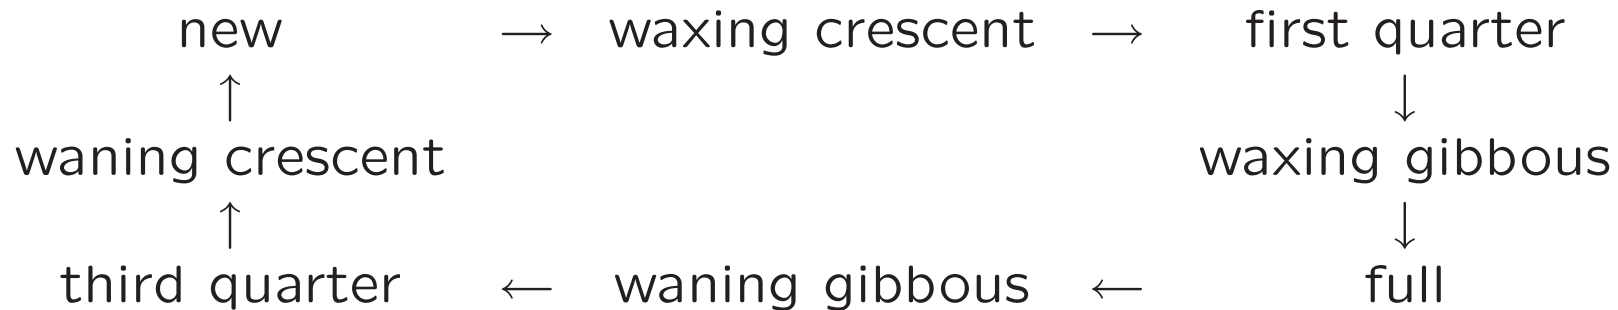 new → waxing crescent → first quarter
↑ ↓
waning crescent waxing gibbous
↑ ↓
third quarter ← waning gibbous ← full